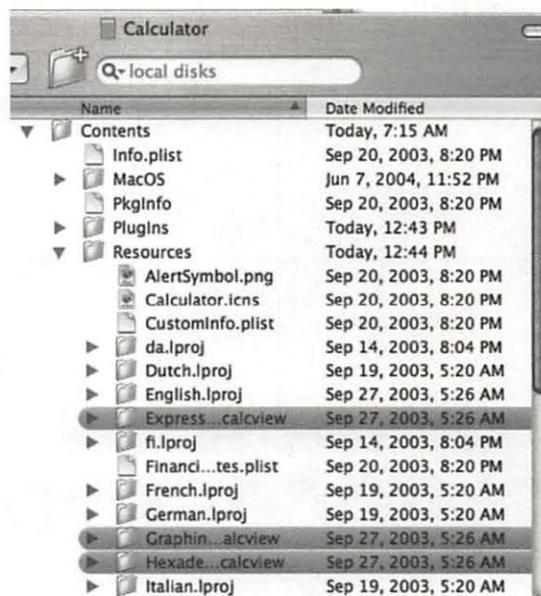 Calculator
local disks
Name Date Modified
Contents Today, 7:15 AM
Info.plist Sep 20, 2003, 8:20 PM
MacOS Jun 7, 2004, 11:52 PM
PkgInfo Sep 20, 2003, 8:20 PM
PlugIns Today, 12:43 PM
Resources Today, 12:44 PM
AlertSymbol.png Sep 20, 2003, 8:20 PM
Calculator.icns Sep 20, 2003, 8:20 PM
CustomInfo.plist Sep 20, 2003, 8:20 PM
da.lproj Sep 14, 2003, 8:04 PM
Dutch.lproj Sep 19, 2003, 5:20 AM
English.lproj Sep 27, 2003, 5:26 AM
Express...calcview Sep 27, 2003, 5:26 AM
fi.lproj Sep 14, 2003, 8:04 PM
Financi...tes.plist Sep 20, 2003, 8:20 PM
French.lproj Sep 19, 2003, 5:20 AM
German.lproj Sep 19, 2003, 5:20 AM
Graphin...alcview Sep 27, 2003, 5:26 AM
Hexade...calcview Sep 27, 2003, 5:26 AM
Italian.lproj Sep 19, 2003, 5:20 AM